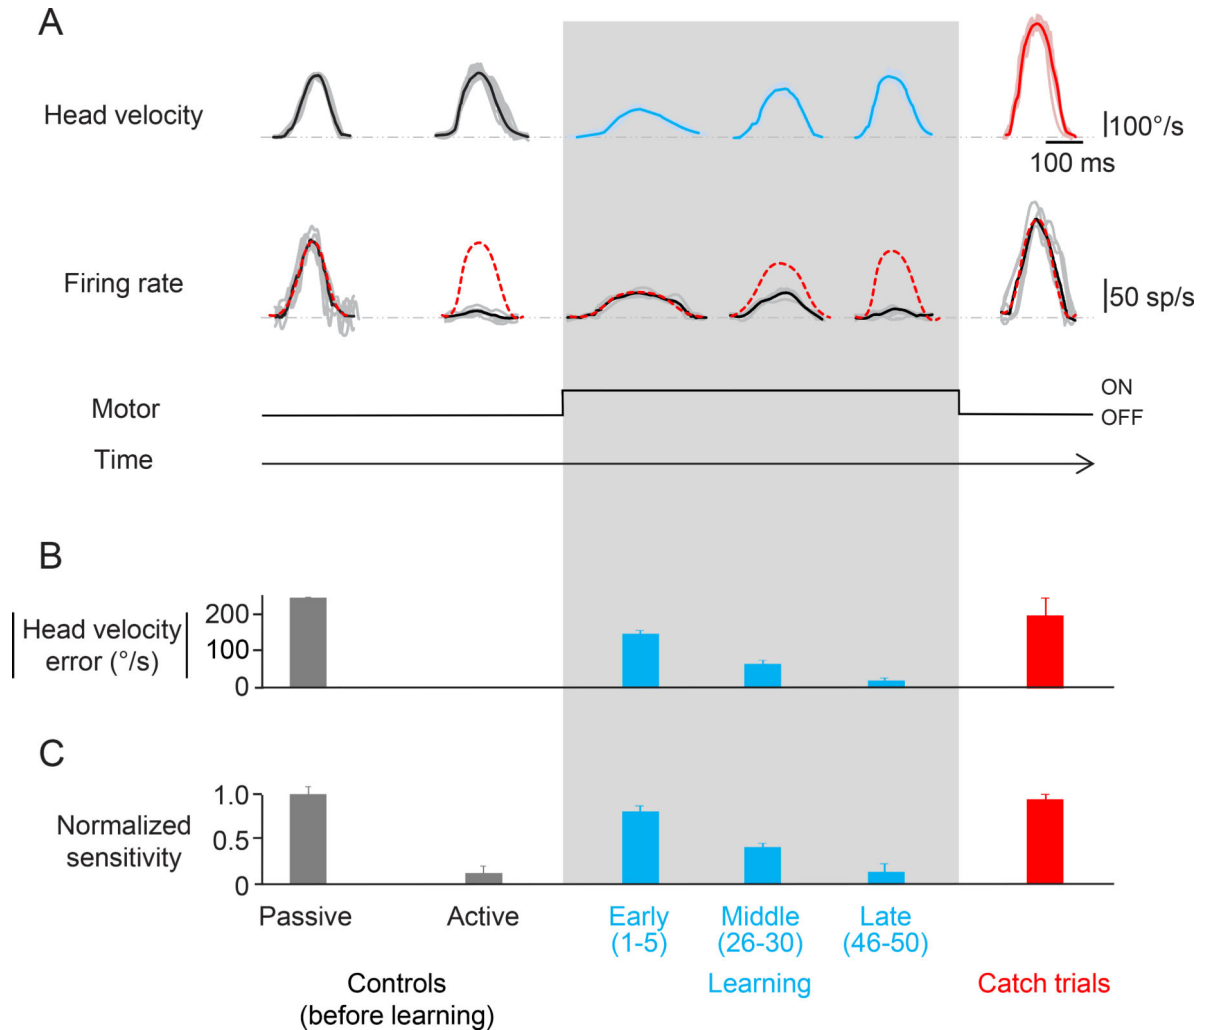 A
Head velocity
100°/s
100 ms
Firing rate
50 sp/s
Motor
ON
OFF
Time
B
Head velocity
error (°/s)
200
100
0
C
Normalized
sensitivity
1.0
0.5
0
Passive
Active
Early
(1-5)
Middle
(26-30)
Late
(46-50)
Controls
(before learning)
Learning
Catch trials